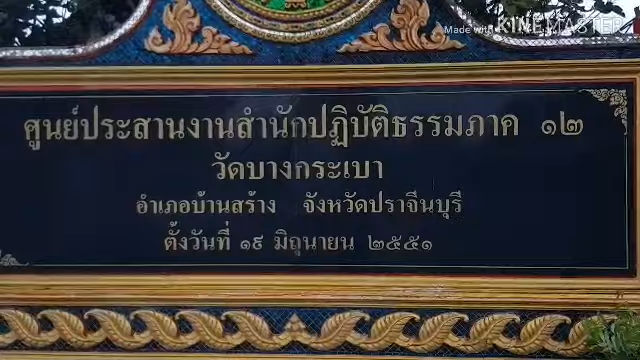 Made with KINEMASTER
ศูนย์ประสานงานสำนักปฏิบัติธรรมภาค ๑๒
วัดบางกระเบา
อำเภอบ้านสร้าง จังหวัดปราจีนบุรี
ตั้งวันที่ ๑๙ มิถุนายน ๒๕๕๑